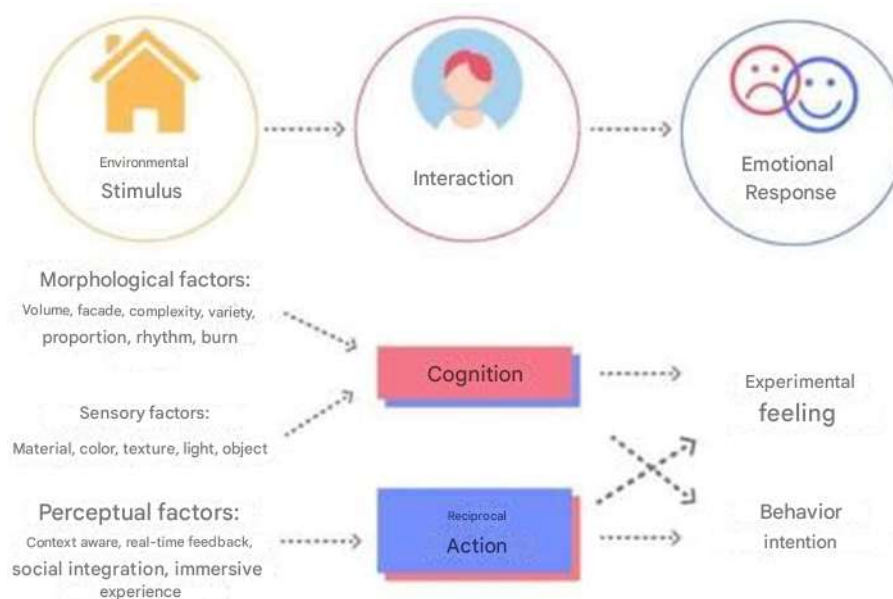 Environmental
Stimulus
Interaction
Emotional
Response
Morphological factors:
Volume, facade, complexity, variety,
proportion, rhythm, burn
Sensory factors:
Material, color, texture, light, object
Perceptual factors:
Context aware, real-time feedback,
social integration, immersive
experience
Cognition
Reciprocal
Action
Experimental
feeling
Behavior
intention